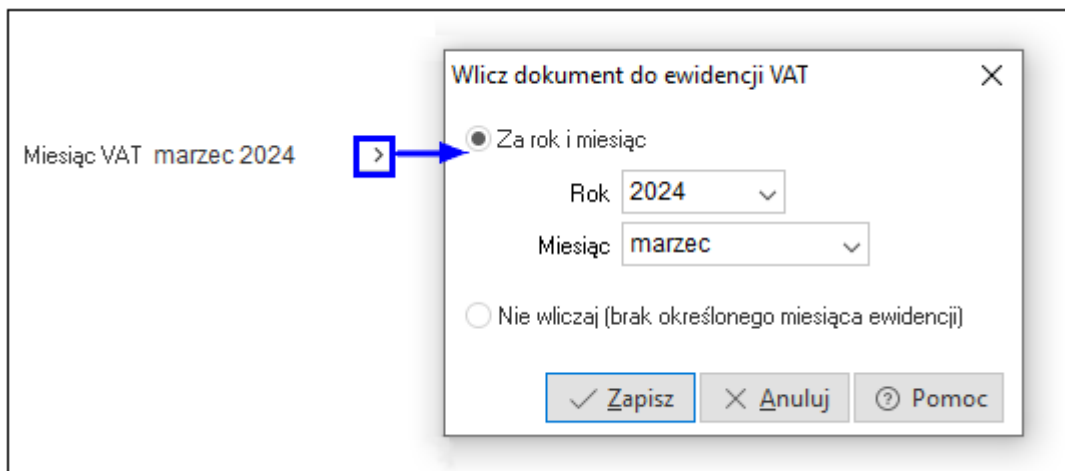 Wlicz dokument do ewidencji VAT
Miesiąc VAT marzec 2024
Za rok i miesiąc
Rok 2024
Miesiąc marzec
Nie wliczaj (brak określonego miesiąca ewidencji)
Zapisz Anuluj Pomoc